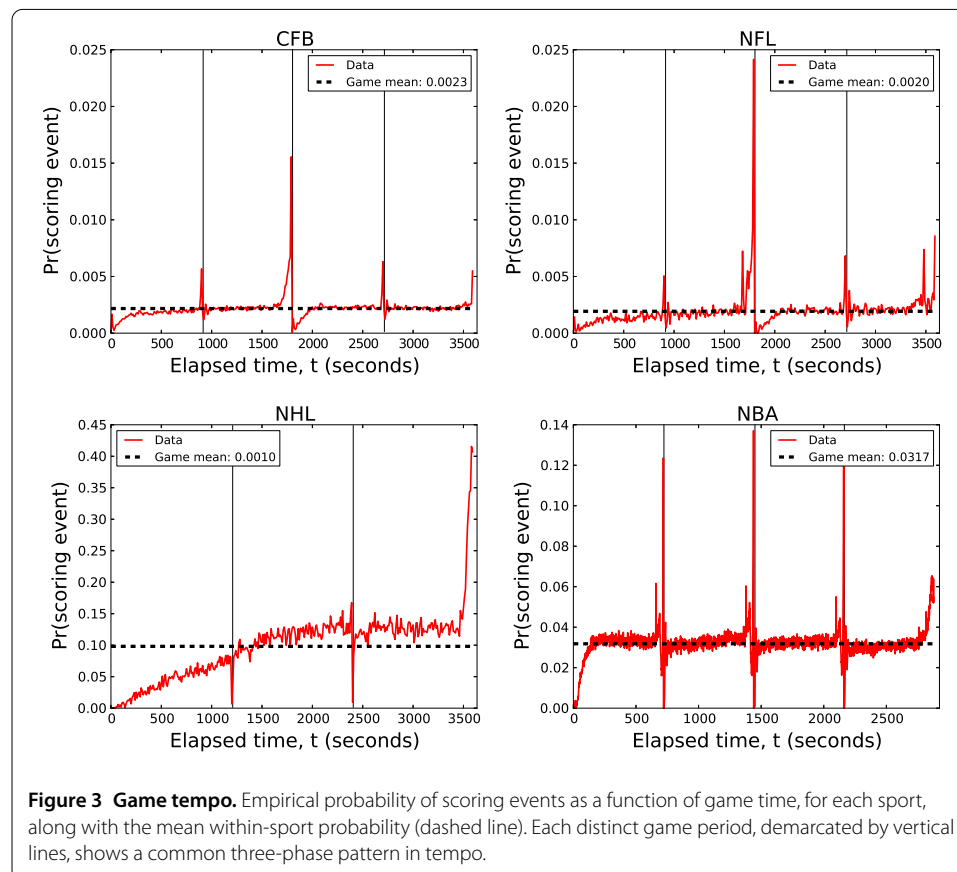 CFB
0.025
0.020
0.015
0.010
0.005
0.000
Pr(scoring event)
Data
Game mean: 0.0023
0 500 1000 1500 2000 2500 3000 3500
Elapsed time, t (seconds)
NFL
0.025
0.020
0.015
0.010
0.005
0.000
Pr(scoring event)
Data
Game mean: 0.0020
0 500 1000 1500 2000 2500 3000 3500
Elapsed time, t (seconds)
NHL
0.45
0.40
0.35
0.30
0.25
0.20
0.15
0.10
0.05
0.00
Pr(scoring event)
Data
Game mean: 0.0010
0 500 1000 1500 2000 2500 3000 3500
Elapsed time, t (seconds)
NBA
0.14
0.12
0.10
0.08
0.06
0.04
0.02
0.00
Pr(scoring event)
Data
Game mean: 0.0317
0 500 1000 1500 2000 2500
Elapsed time, t (seconds)
Figure 3 Game tempo. Empirical probability of scoring events as a function of game time, for each sport,
along with the mean within-sport probability (dashed line). Each distinct game period, demarcated by vertical
lines, shows a common three-phase pattern in tempo.